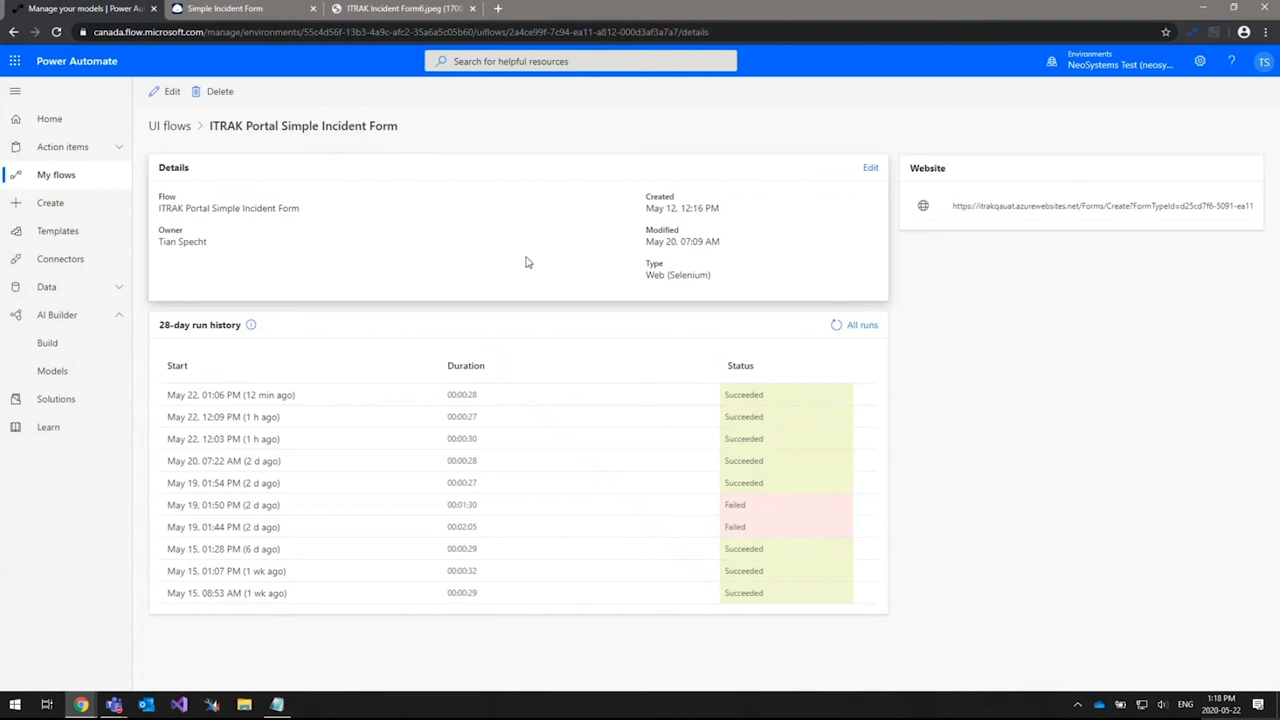 Manage your models | Power Au
Simple Incident Form
ITRAK Incident Form6.jpeg (1700
canada.flow.microsoft.com/manage/environments/55c4d56f-13b3-4a9c-afc2-35a6a5c05b60/uiflows/2a4ce99f-7c94-ea11-a812-000d3af3a7a7/details
Power Automate
Search for helpful resources
Environments
NeoSystems Test (neosy...
TS
Edit
Delete
Home
Action items
My flows
Create
Templates
Connectors
Data
AI Builder
Build
Models
Solutions
Learn
UI flows > ITRAK Portal Simple Incident Form
Details
Edit
Flow
ITRAK Portal Simple Incident Form
Owner
Tian Specht
Created
May 12, 12:16 PM
Modified
May 20, 07:09 AM
Type
Web (Selenium)
Website
https://itrakqauat.azurewebsites.net/Forms/Create?FormTypeId=d25cd7f6-5091-ea11
28-day run history
All runs
Start Duration Status
May 22, 01:06 PM (12 min ago) 00:00:28 Succeeded
May 22, 12:09 PM (1 h ago) 00:00:27 Succeeded
May 22, 12:03 PM (1 h ago) 00:00:30 Succeeded
May 20, 07:22 AM (2 d ago) 00:00:28 Succeeded
May 19, 01:54 PM (2 d ago) 00:00:27 Succeeded
May 19, 01:50 PM (2 d ago) 00:01:30 Failed
May 19, 01:44 PM (2 d ago) 00:02:05 Failed
May 15, 01:28 PM (6 d ago) 00:00:29 Succeeded
May 15, 01:07 PM (1 wk ago) 00:00:32 Succeeded
May 15, 08:53 AM (1 wk ago) 00:00:29 Succeeded
ENG
1:18 PM
2020-05-22